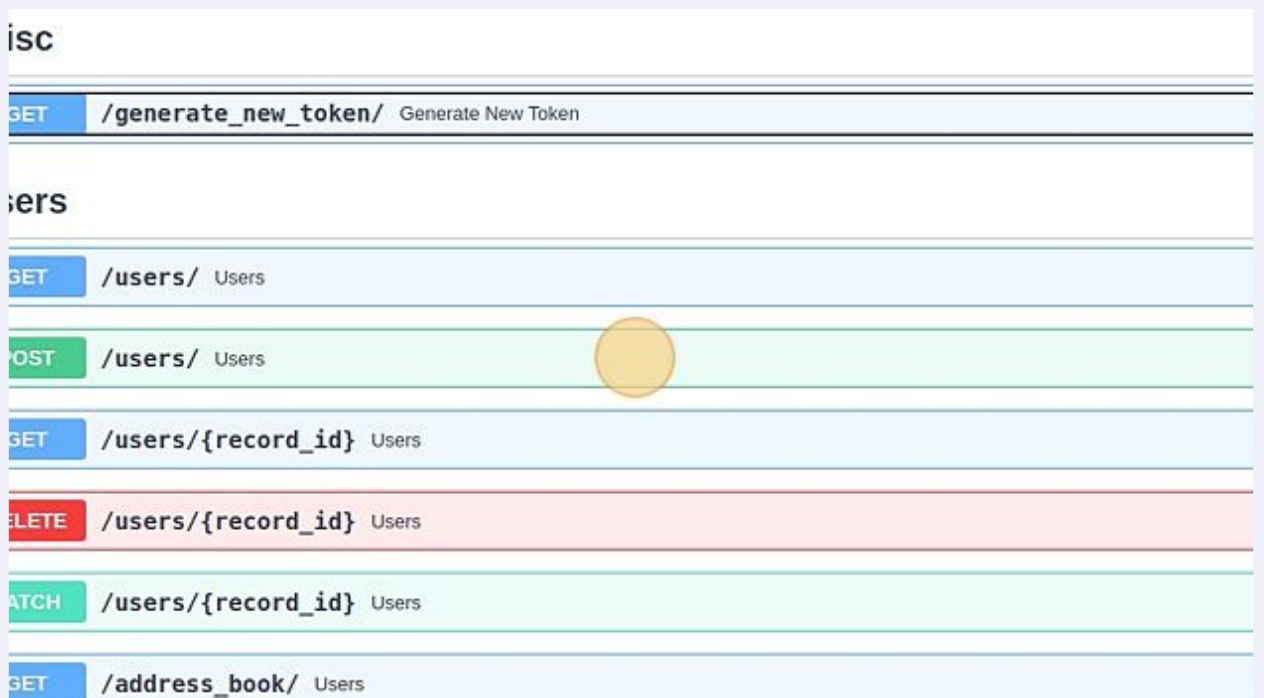 isc
GET /generate_new_token/ Generate New Token
sers
GET /users/ Users
POST /users/ Users
GET /users/{record_id} Users
ELETE /users/{record_id} Users
ATCH /users/{record_id} Users
GET /address_book/ Users